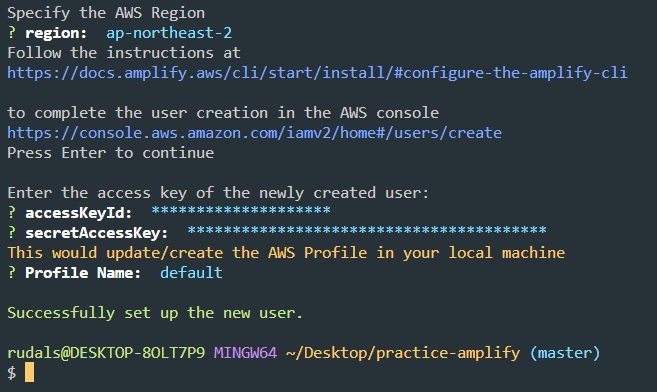 Specify the AWS Region
? region:  ap-northeast-2
Follow the instructions at
https://docs.amplify.aws/cli/start/install/#configure-the-amplify-cli
to complete the user creation in the AWS console
https://console.aws.amazon.com/iamv2/home#/users/create
Press Enter to continue
Enter the access key of the newly created user:
? accessKeyId:  ********************
? secretAccessKey:  ****************************************
This would update/create the AWS Profile in your local machine
? Profile Name:  default
Successfully set up the new user.
rudals@DESKTOP-8OLT7P9 MINGW64 ~/Desktop/practice-amplify (master)
$